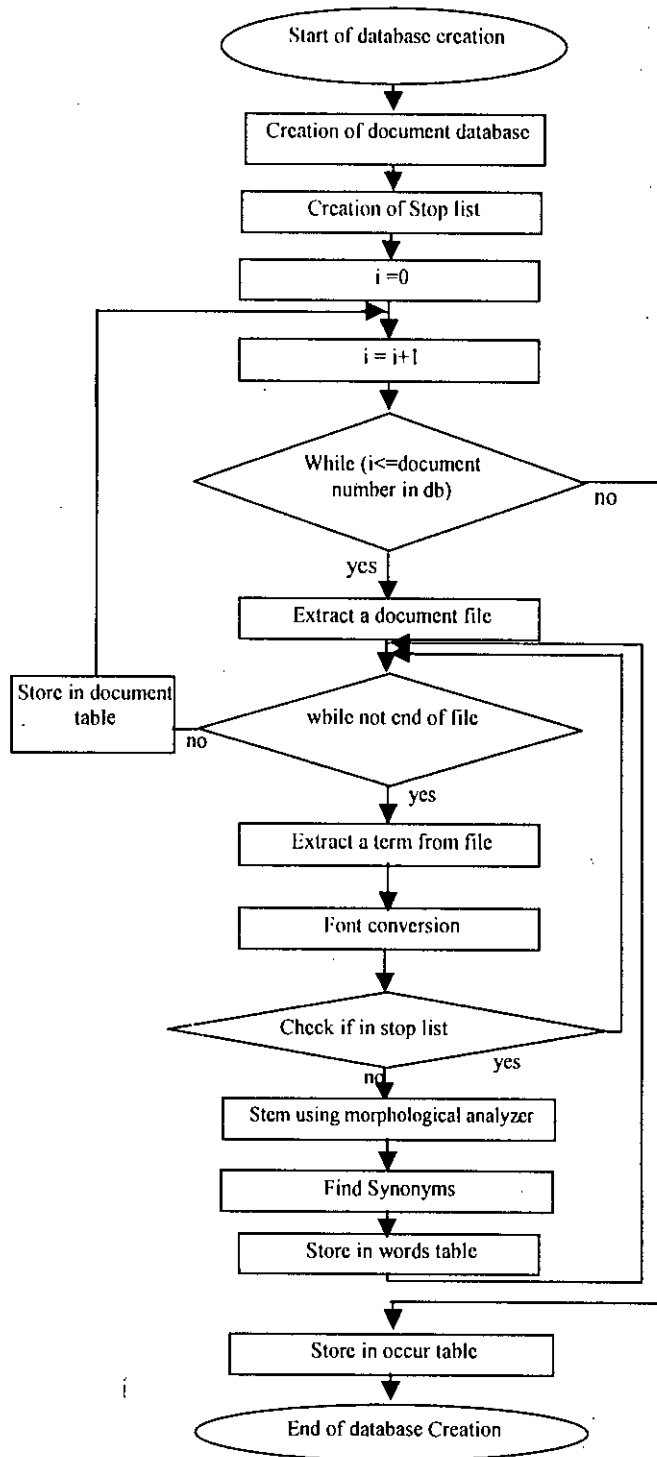 Start of database creation
Creation of document database
Creation of Stop list
i =0
i = i+1
While (i<=document
number in db)
no
yes
Extract a document file
Store in document
table
while not end of file
no
yes
Extract a term from file
Font conversion
Check if in stop list
yes
no
Stem using morphological analyzer
Find Synonyms
Store in words table
Store in occur table
End of database Creation